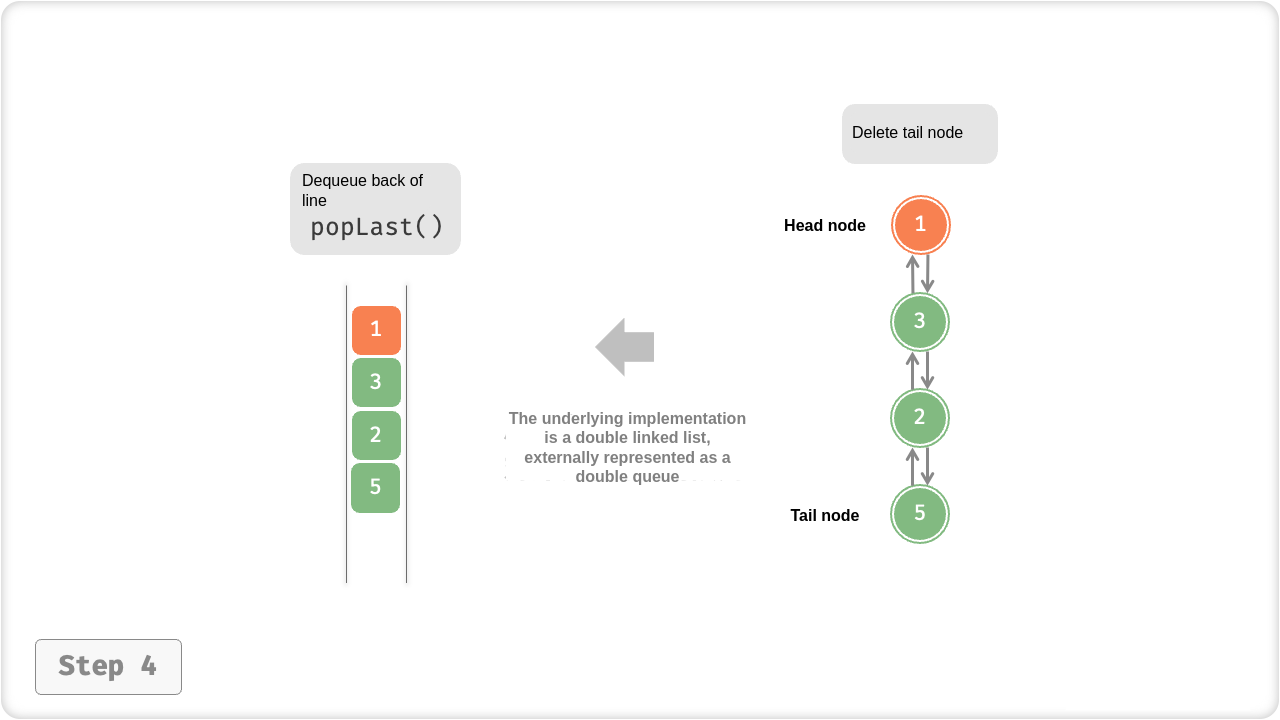 Delete tail node
Dequeue back of
line
popLast()
Head node
1
3
2
5
Tail node
1
3
2
5
The underlying implementation
is a double linked list,
externally represented as a
double queue
Step 4